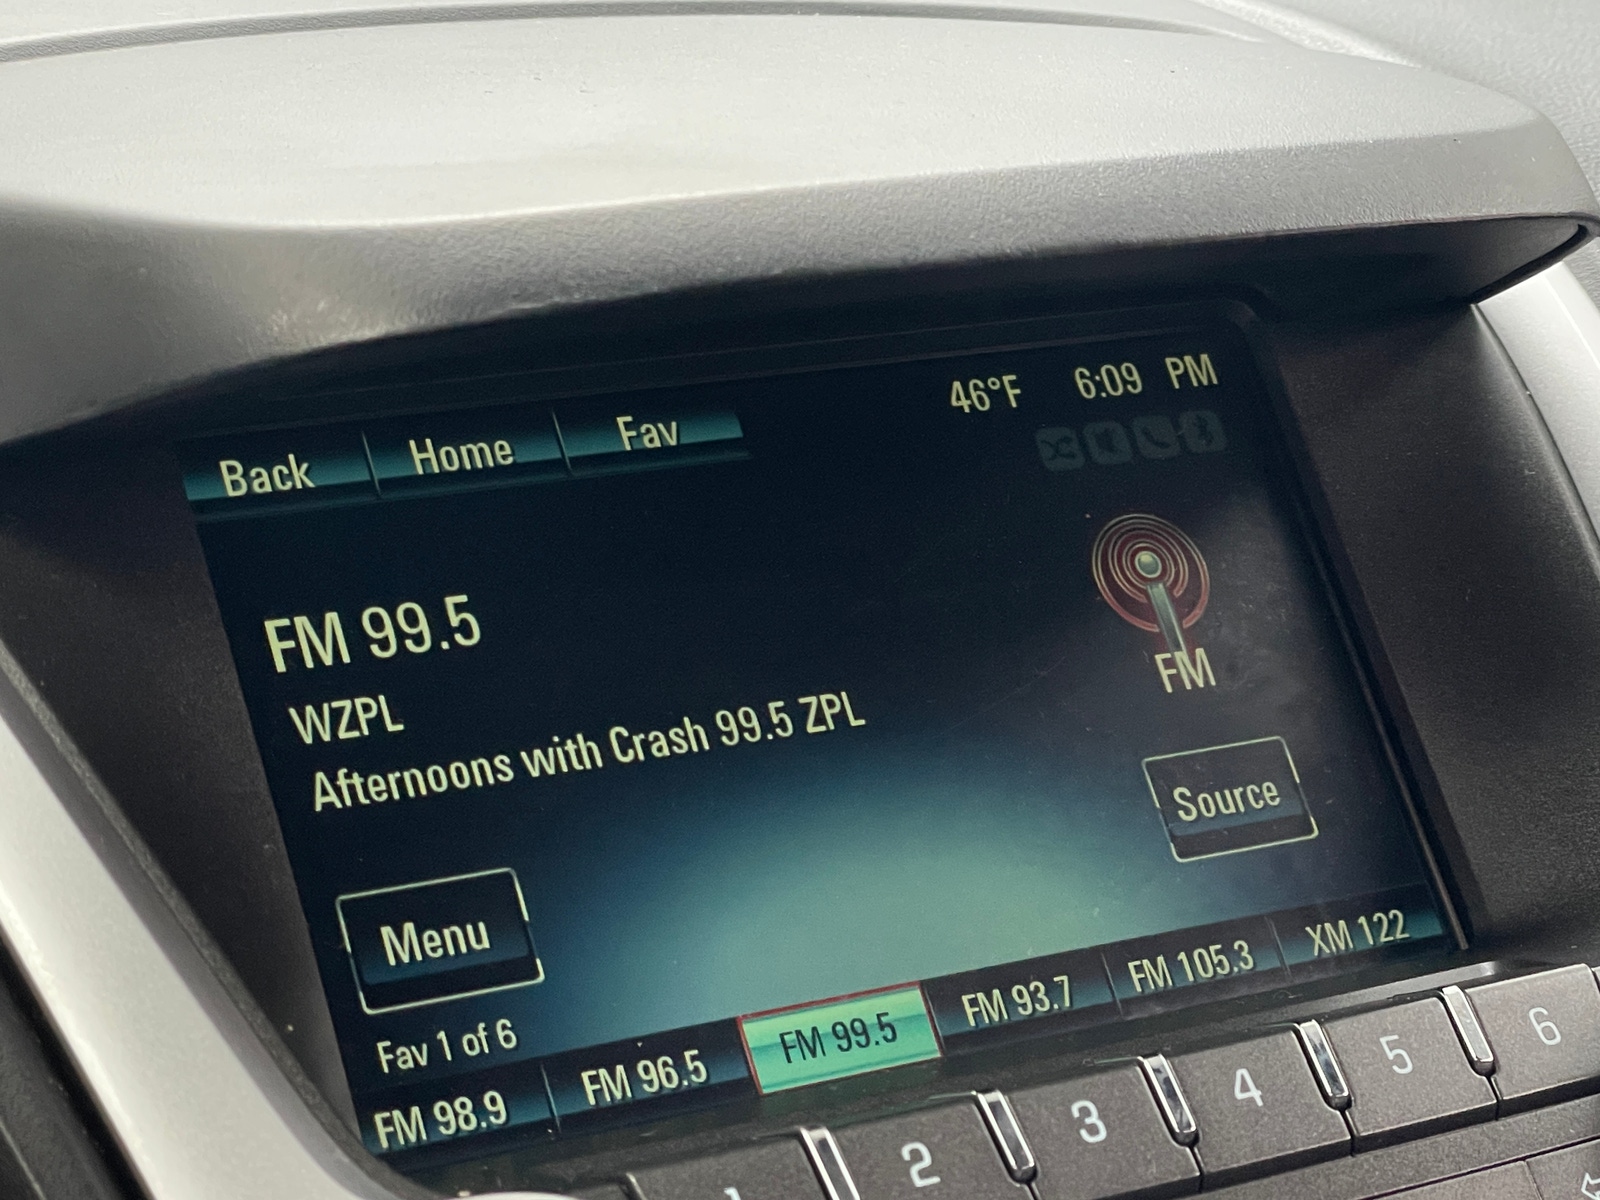 46°F 6:09 PM
Back Home Fav
FM 99.5
WZPL
Afternoons with Crash 99.5 ZPL
FM
Source
Menu
Fav 1 of 6
FM 98.9 FM 96.5 FM 99.5 FM 93.7 FM 105.3 XM 122
1 2 3 4 5 6